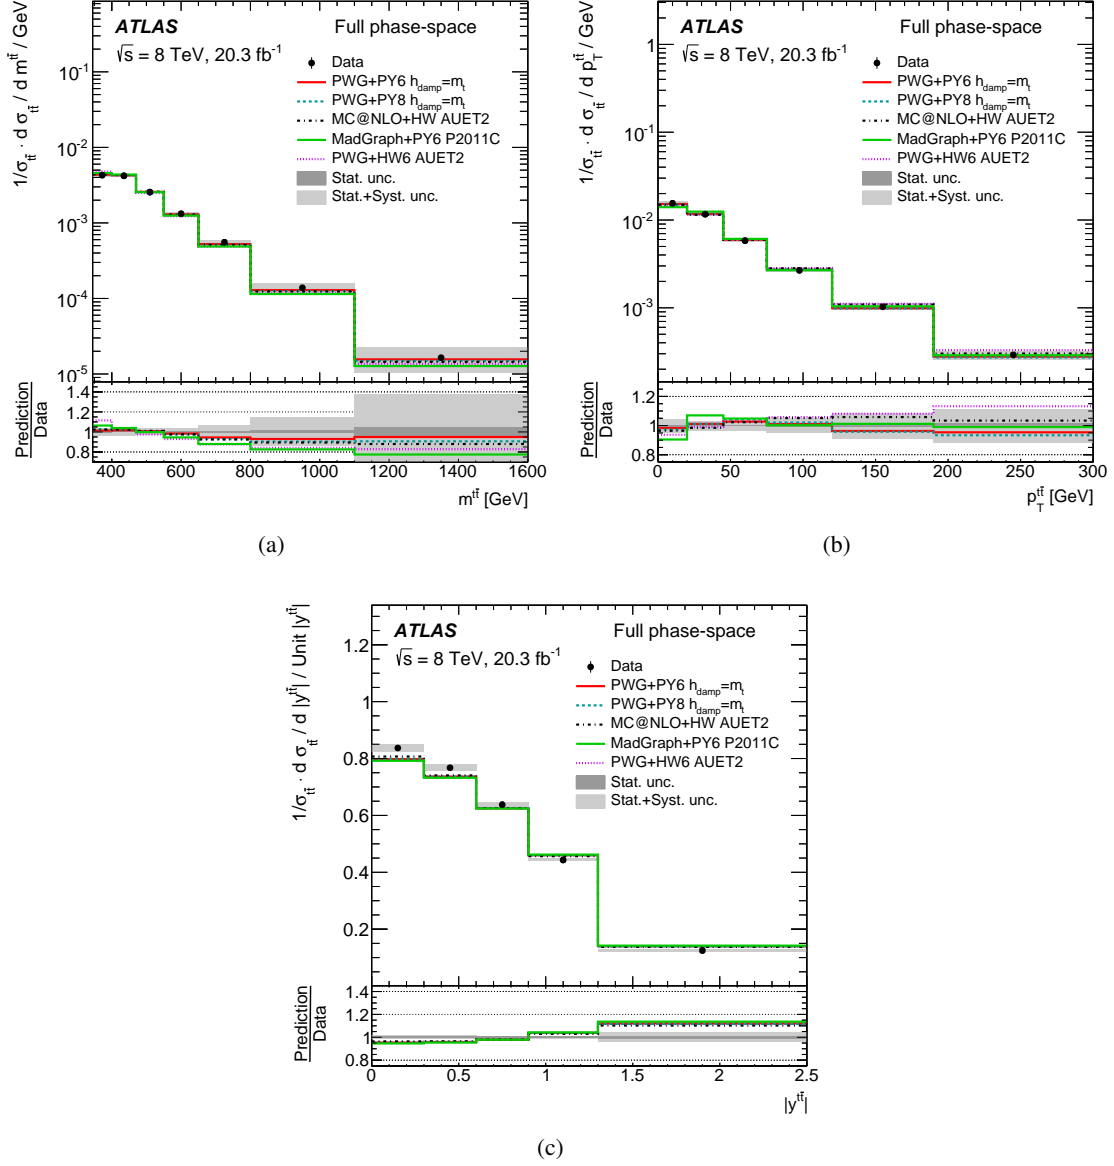 ATLAS Full phase-space
√s = 8 TeV, 20.3 fb⁻¹
Data
PWG+PY6 h_damp=m_t
PWG+PY8 h_damp=m_t
MC@NLO+HW AUET2
MadGraph+PY6 P2011C
PWG+HW6 AUET2
Stat. unc.
Stat.+Syst. unc.
1/σ_tt̄ · d σ_tt̄ / d m^tt̄ / GeV
10⁻¹
10⁻²
10⁻³
10⁻⁴
10⁻⁵
Prediction
Data
1.4
1.2
1
0.8
400 600 800 1000 1200 1400 1600
m^tt̄ [GeV]
(a)
ATLAS Full phase-space
√s = 8 TeV, 20.3 fb⁻¹
Data
PWG+PY6 h_damp=m_t
PWG+PY8 h_damp=m_t
MC@NLO+HW AUET2
MadGraph+PY6 P2011C
PWG+HW6 AUET2
Stat. unc.
Stat.+Syst. unc.
1/σ_tt̄ · d σ_tt̄ / d p_T^tt̄ / GeV
1
10⁻¹
10⁻²
10⁻³
Prediction
Data
1.2
1
0.8
0 50 100 150 200 250 300
p_T^tt̄ [GeV]
(b)
ATLAS Full phase-space
√s = 8 TeV, 20.3 fb⁻¹
Data
PWG+PY6 h_damp=m_t
PWG+PY8 h_damp=m_t
MC@NLO+HW AUET2
MadGraph+PY6 P2011C
PWG+HW6 AUET2
Stat. unc.
Stat.+Syst. unc.
1/σ_tt̄ · d σ_tt̄ / d |y^tt̄| / Unit |y^tt̄|
1.2
1
0.8
0.6
0.4
0.2
Prediction
Data
1.4
1.2
1
0.8
0 0.5 1 1.5 2 2.5
|y^tt̄|
(c)